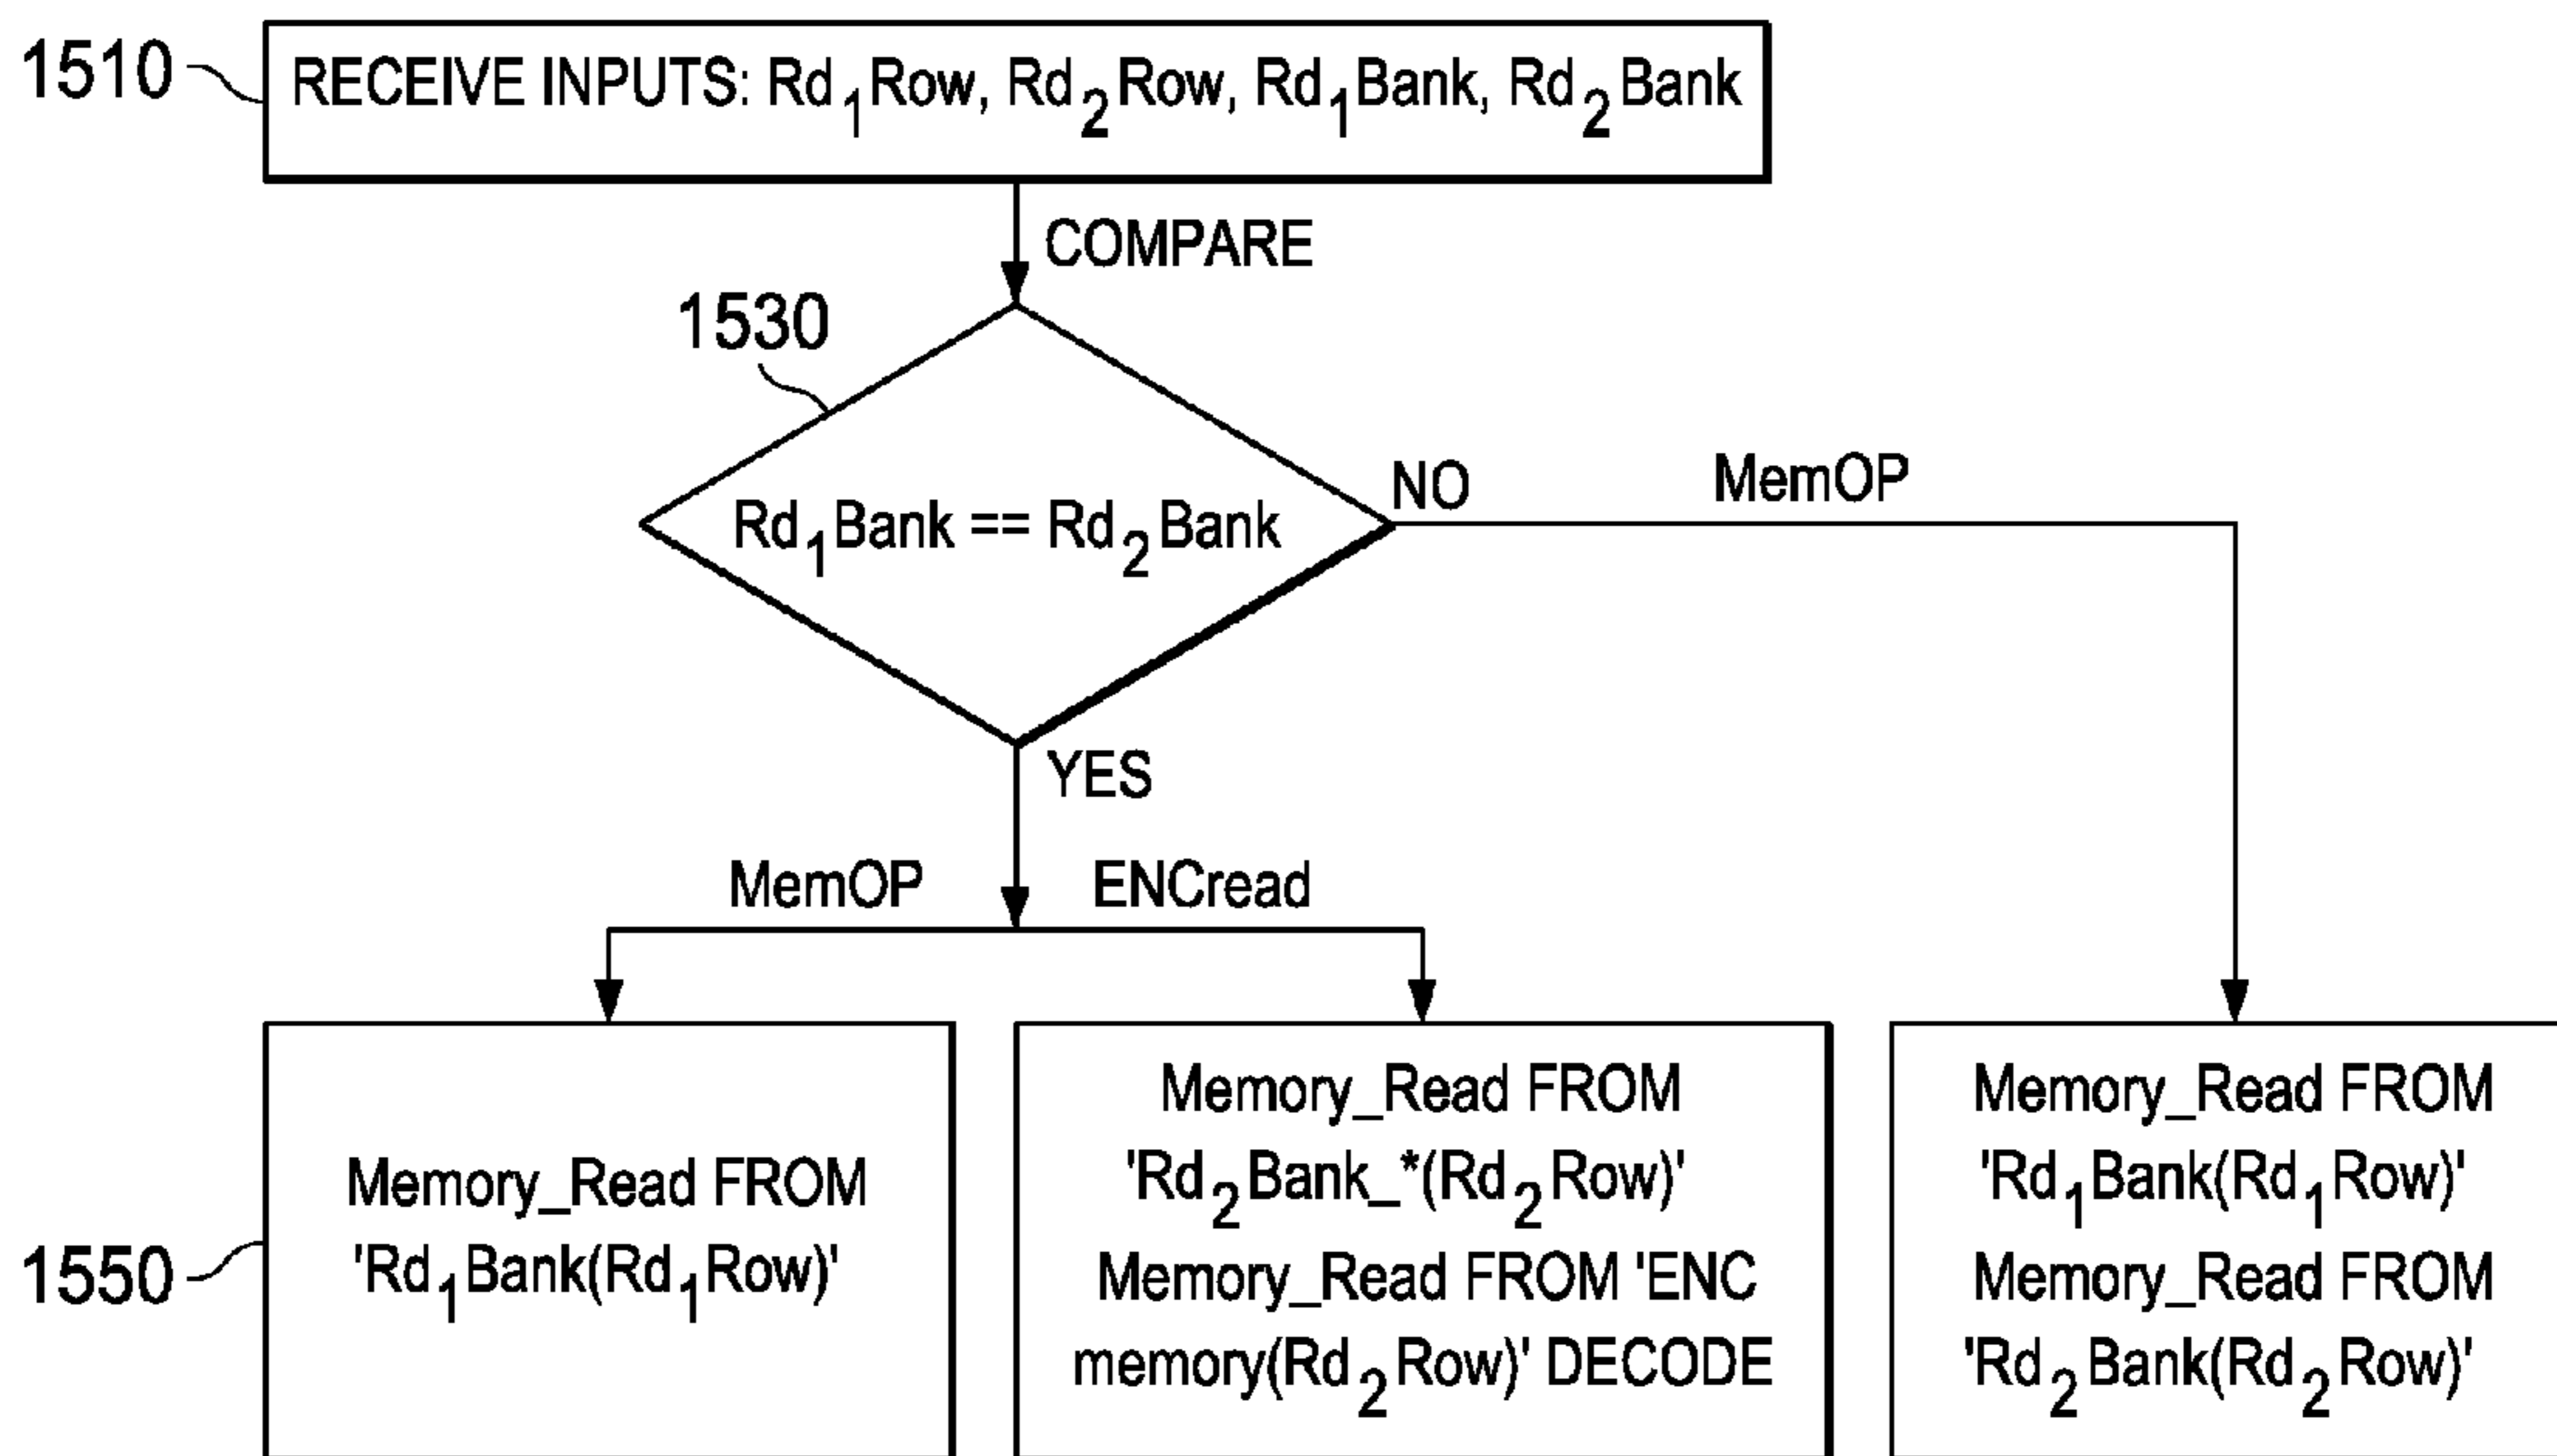 1510
RECEIVE INPUTS: Rd1Row, Rd2Row, Rd1Bank, Rd2Bank
COMPARE
1530
Rd1Bank == Rd2Bank
NO
MemOP
YES
MemOP
ENCread
1550
Memory_Read FROM
'Rd1Bank(Rd1Row)'
Memory_Read FROM
'Rd2Bank_*(Rd2Row)'
Memory_Read FROM 'ENC
memory(Rd2Row)' DECODE
Memory_Read FROM
'Rd1Bank(Rd1Row)'
Memory_Read FROM
'Rd2Bank(Rd2Row)'